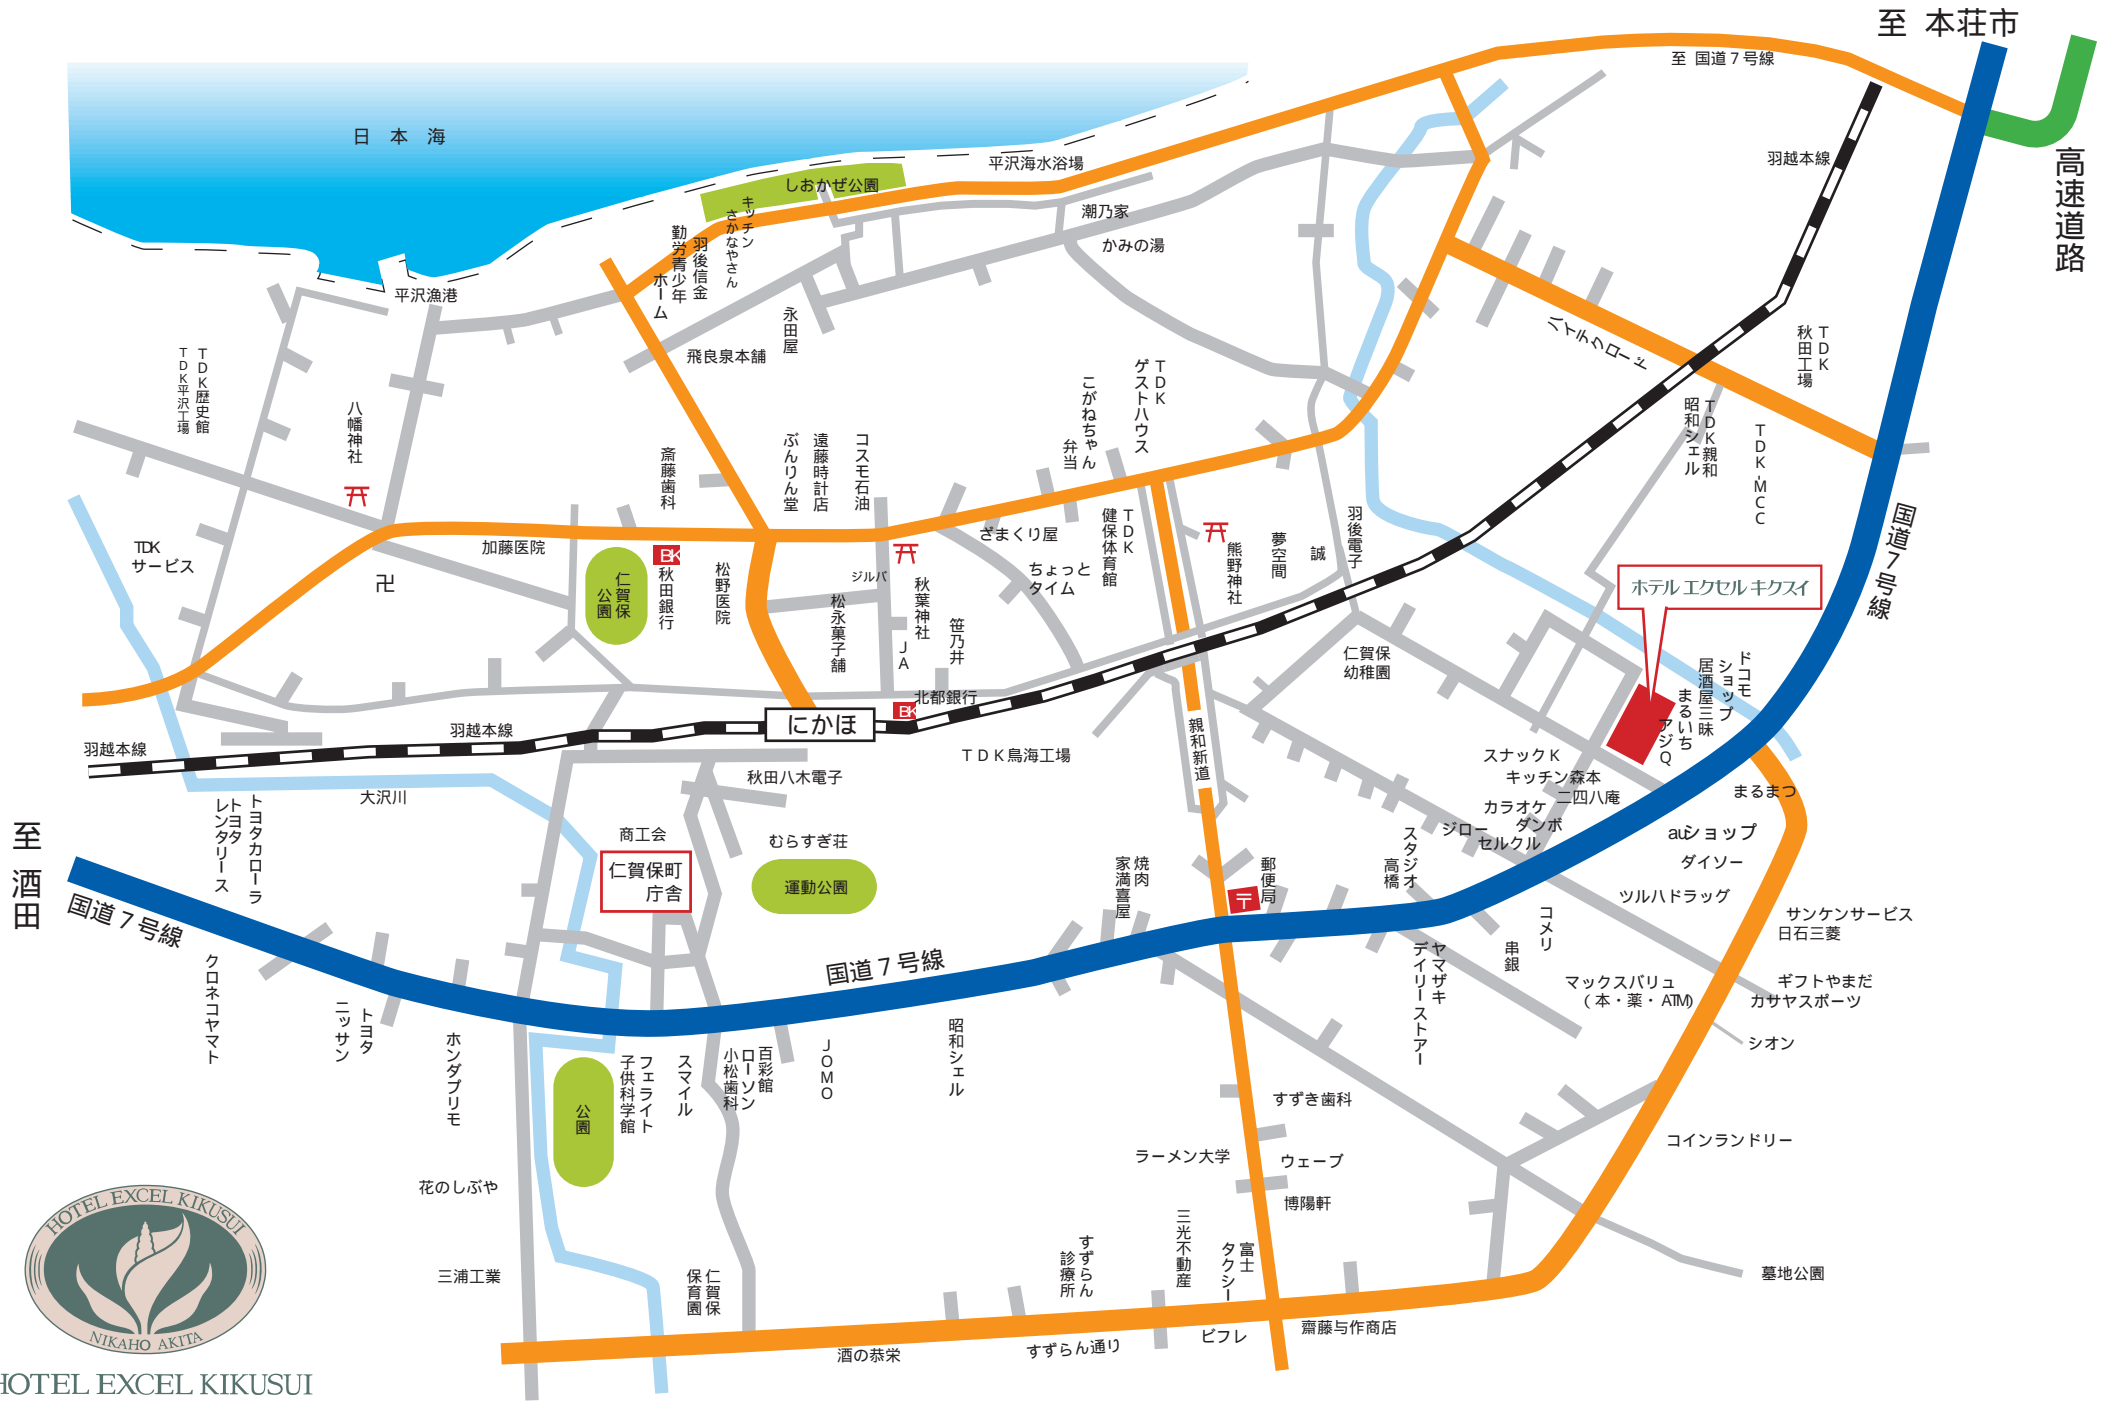 至 本荘市
至 国道７号線
高速道路
日本海
羽越本線
平沢海水浴場
しおかぜ公園
キッチン
さかなやさん
羽後信金
勤労青少年
ホーム
潮乃家
かみの湯
平沢漁港
永田屋
飛良泉本舗
ハイテクロード
TDK
秋田工場
TDK歴史館
TDK平沢工場
八幡神社
TDK
ゲストハウス
こがねちゃん
弁当
TDK親和
昭和シェル
TDK-MCC
斎藤歯科
ぶんりん堂
遠藤時計店
コスモ石油
国道７号線
TDK
サービス
加藤医院
卍
仁賀保
公園
BK
秋田銀行
松野医院
ジルバ
松永菓子舗
秋葉神社
JA
笹乃井
ざまくり屋
ちょっと
タイム
TDK
健保体育館
熊野神社
夢空間
誠
羽後電子
ホテル エクセル キクスイ
仁賀保
幼稚園
ドコモ
ショップ
居酒屋三昧
まるいち
アジQ
北都銀行
BK
にかほ
羽越本線
羽越本線
大沢川
秋田八木電子
TDK鳥海工場
親和新道
スナックK
キッチン森本
二四八庵
カラオケ
ダンボ
ジロー
セルクル
まるまつ
auショップ
ダイソー
ツルハドラッグ
至 酒田
国道７号線
トヨタカローラ
トヨタ
レンタリース
商工会
仁賀保町
庁舎
むらすぎ荘
運動公園
焼肉
家満喜屋
郵便局
〒
スタジオ
高橋
コメリ
串銀
サンケンサービス
日石三菱
ヤマザキ
デイリーストアー
マックスバリュ
（本・薬・ATM）
ギフトやまだ
カサヤスポーツ
シオン
クロネコヤマト
ニッサン
トヨタ
ホンダプリモ
国道７号線
公園
フェライト
子供科学館
スマイル
百彩館
ローソン
小松歯科
JOMO
昭和シェル
すずき歯科
ラーメン大学
ウェーブ
博陽軒
コインランドリー
花のしぶや
三浦工業
仁賀保
保育園
すずらん
診療所
三光不動産
富士
タクシー
墓地公園
酒の恭栄
すずらん通り
ビフレ
齋藤与作商店
HOTEL EXCEL KIKUSUI
NIKAHO AKITA
HOTEL EXCEL KIKUSUI